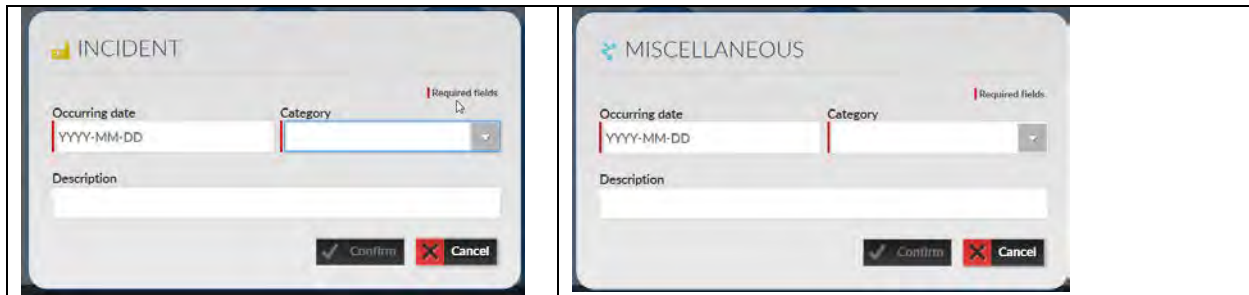 INCIDENT
Required fields
Occurring date Category
YYYY-MM-DD
Description
Confirm Cancel
MISCELLANEOUS
Required fields
Occurring date Category
YYYY-MM-DD
Description
Confirm Cancel